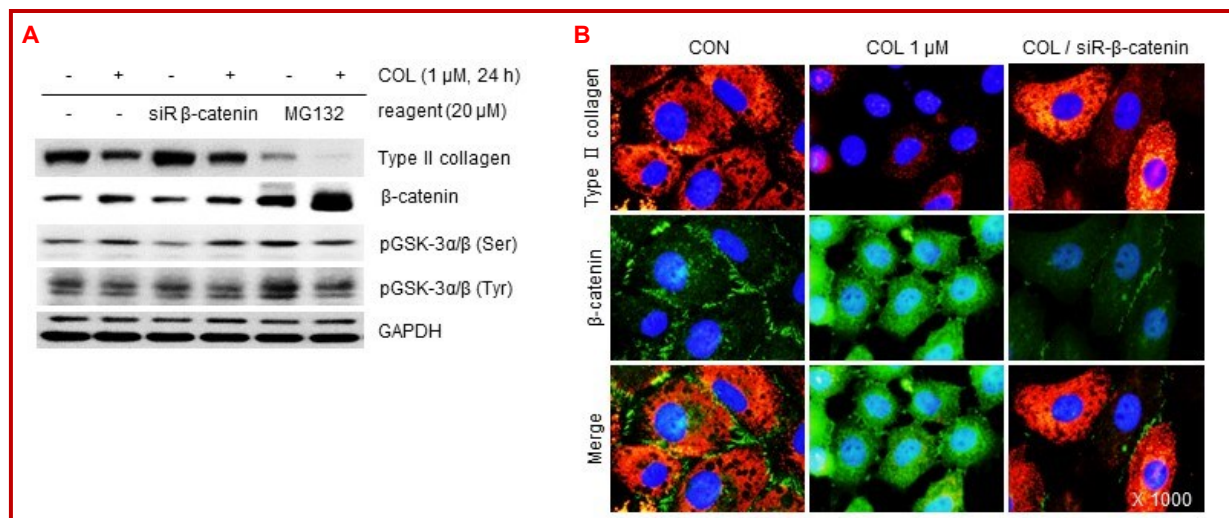 A
- + - + - + COL (1 µM, 24 h)
- - siR β-catenin MG132 reagent (20 µM)
Type II collagen
β-catenin
pGSK-3α/β (Ser)
pGSK-3α/β (Tyr)
GAPDH
B
CON COL 1 µM COL / siR-β-catenin
Type Ⅱ collagen
β-catenin
Merge
X 1000